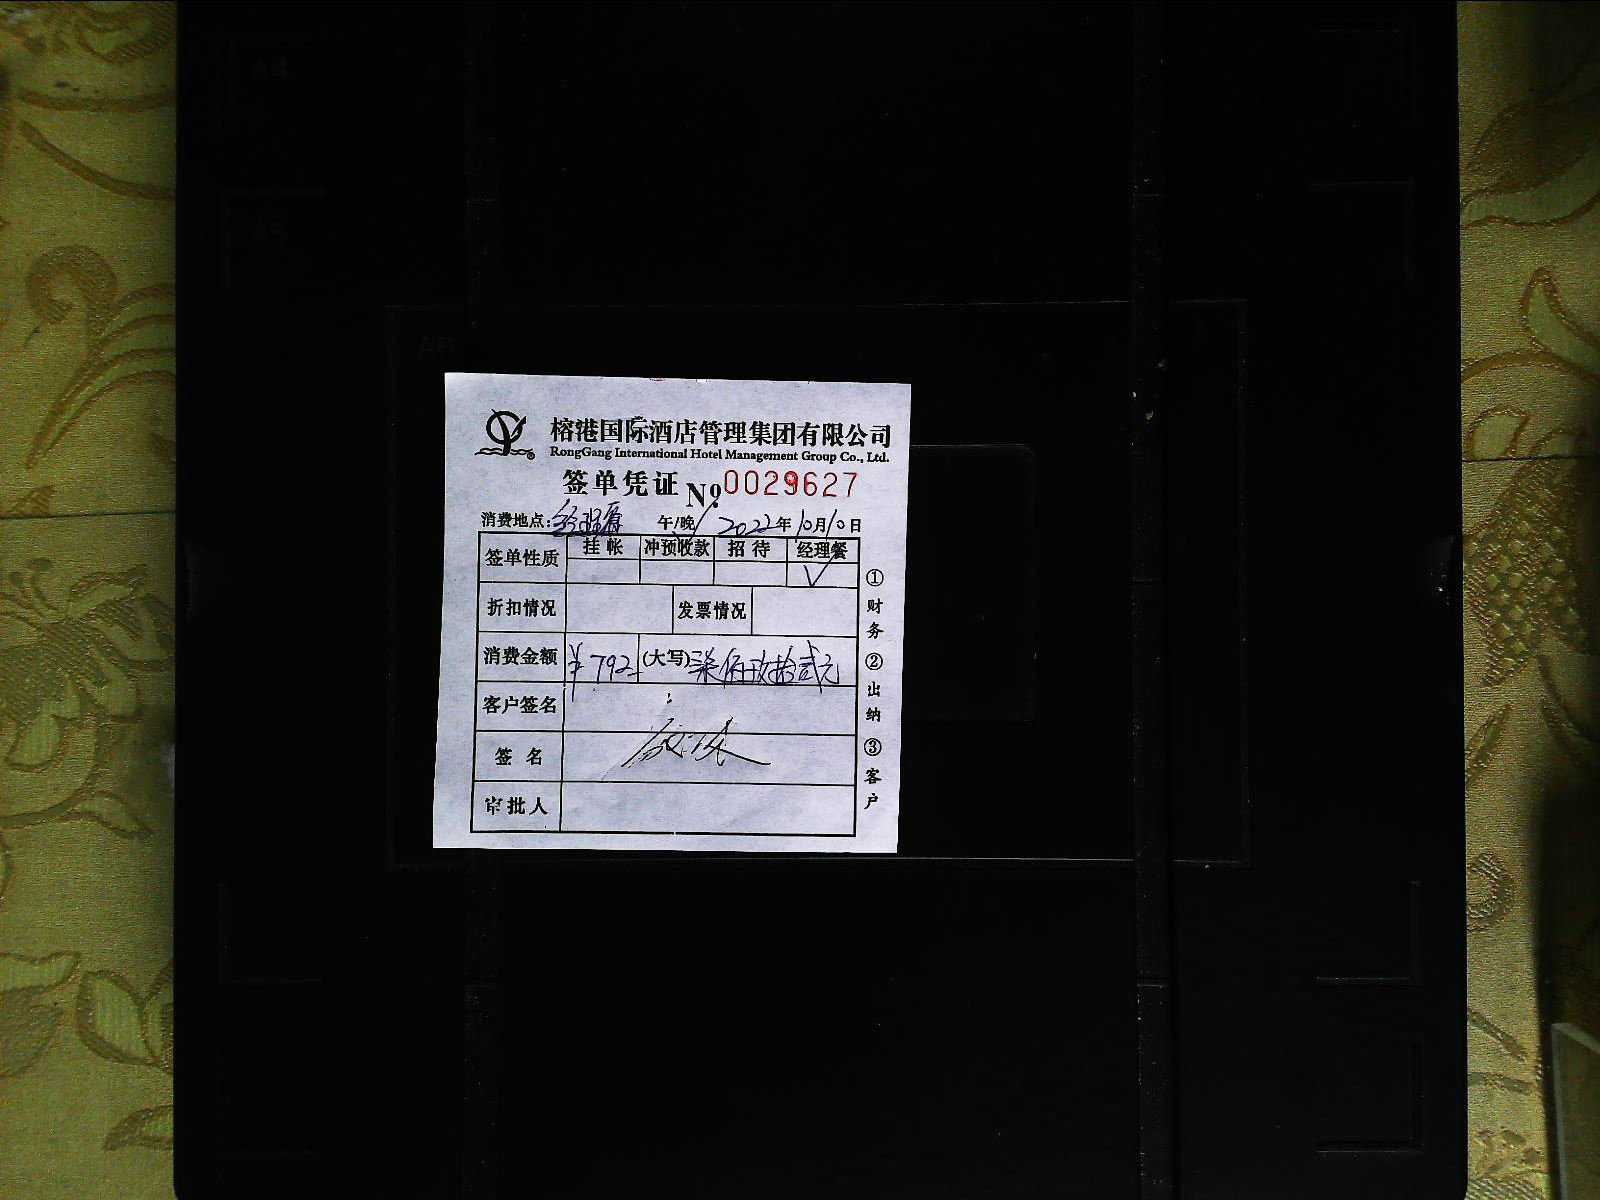 榕港国际酒店管理集团有限公司
RongGang International Hotel Management Group Co., Ltd.
签单凭证 №0029627
消费地点：经理餐 午/晚 2022年10月10日
签单性质 挂帐 冲预收款 招待 经理餐
✓
折扣情况 发票情况
消费金额 ¥792 (大写)柒佰玖拾贰元
客户签名
签名
审批人
①财务 ②出纳 ③客户